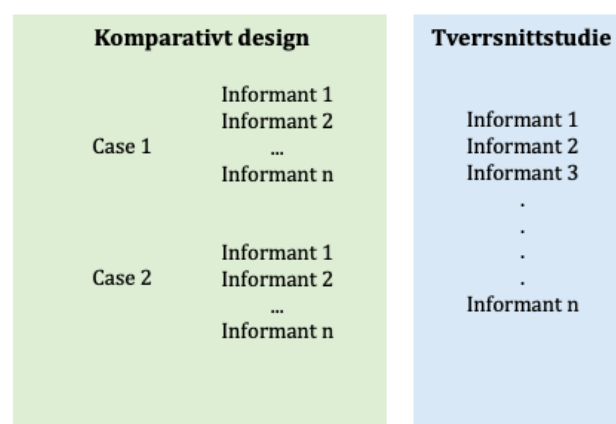 Komparativt design
Informant 1
Informant 2
Case 1
...
Informant n
Informant 1
Case 2
Informant 2
...
Informant n
Tverrsnittstudie
Informant 1
Informant 2
Informant 3
.
.
.
.
Informant n